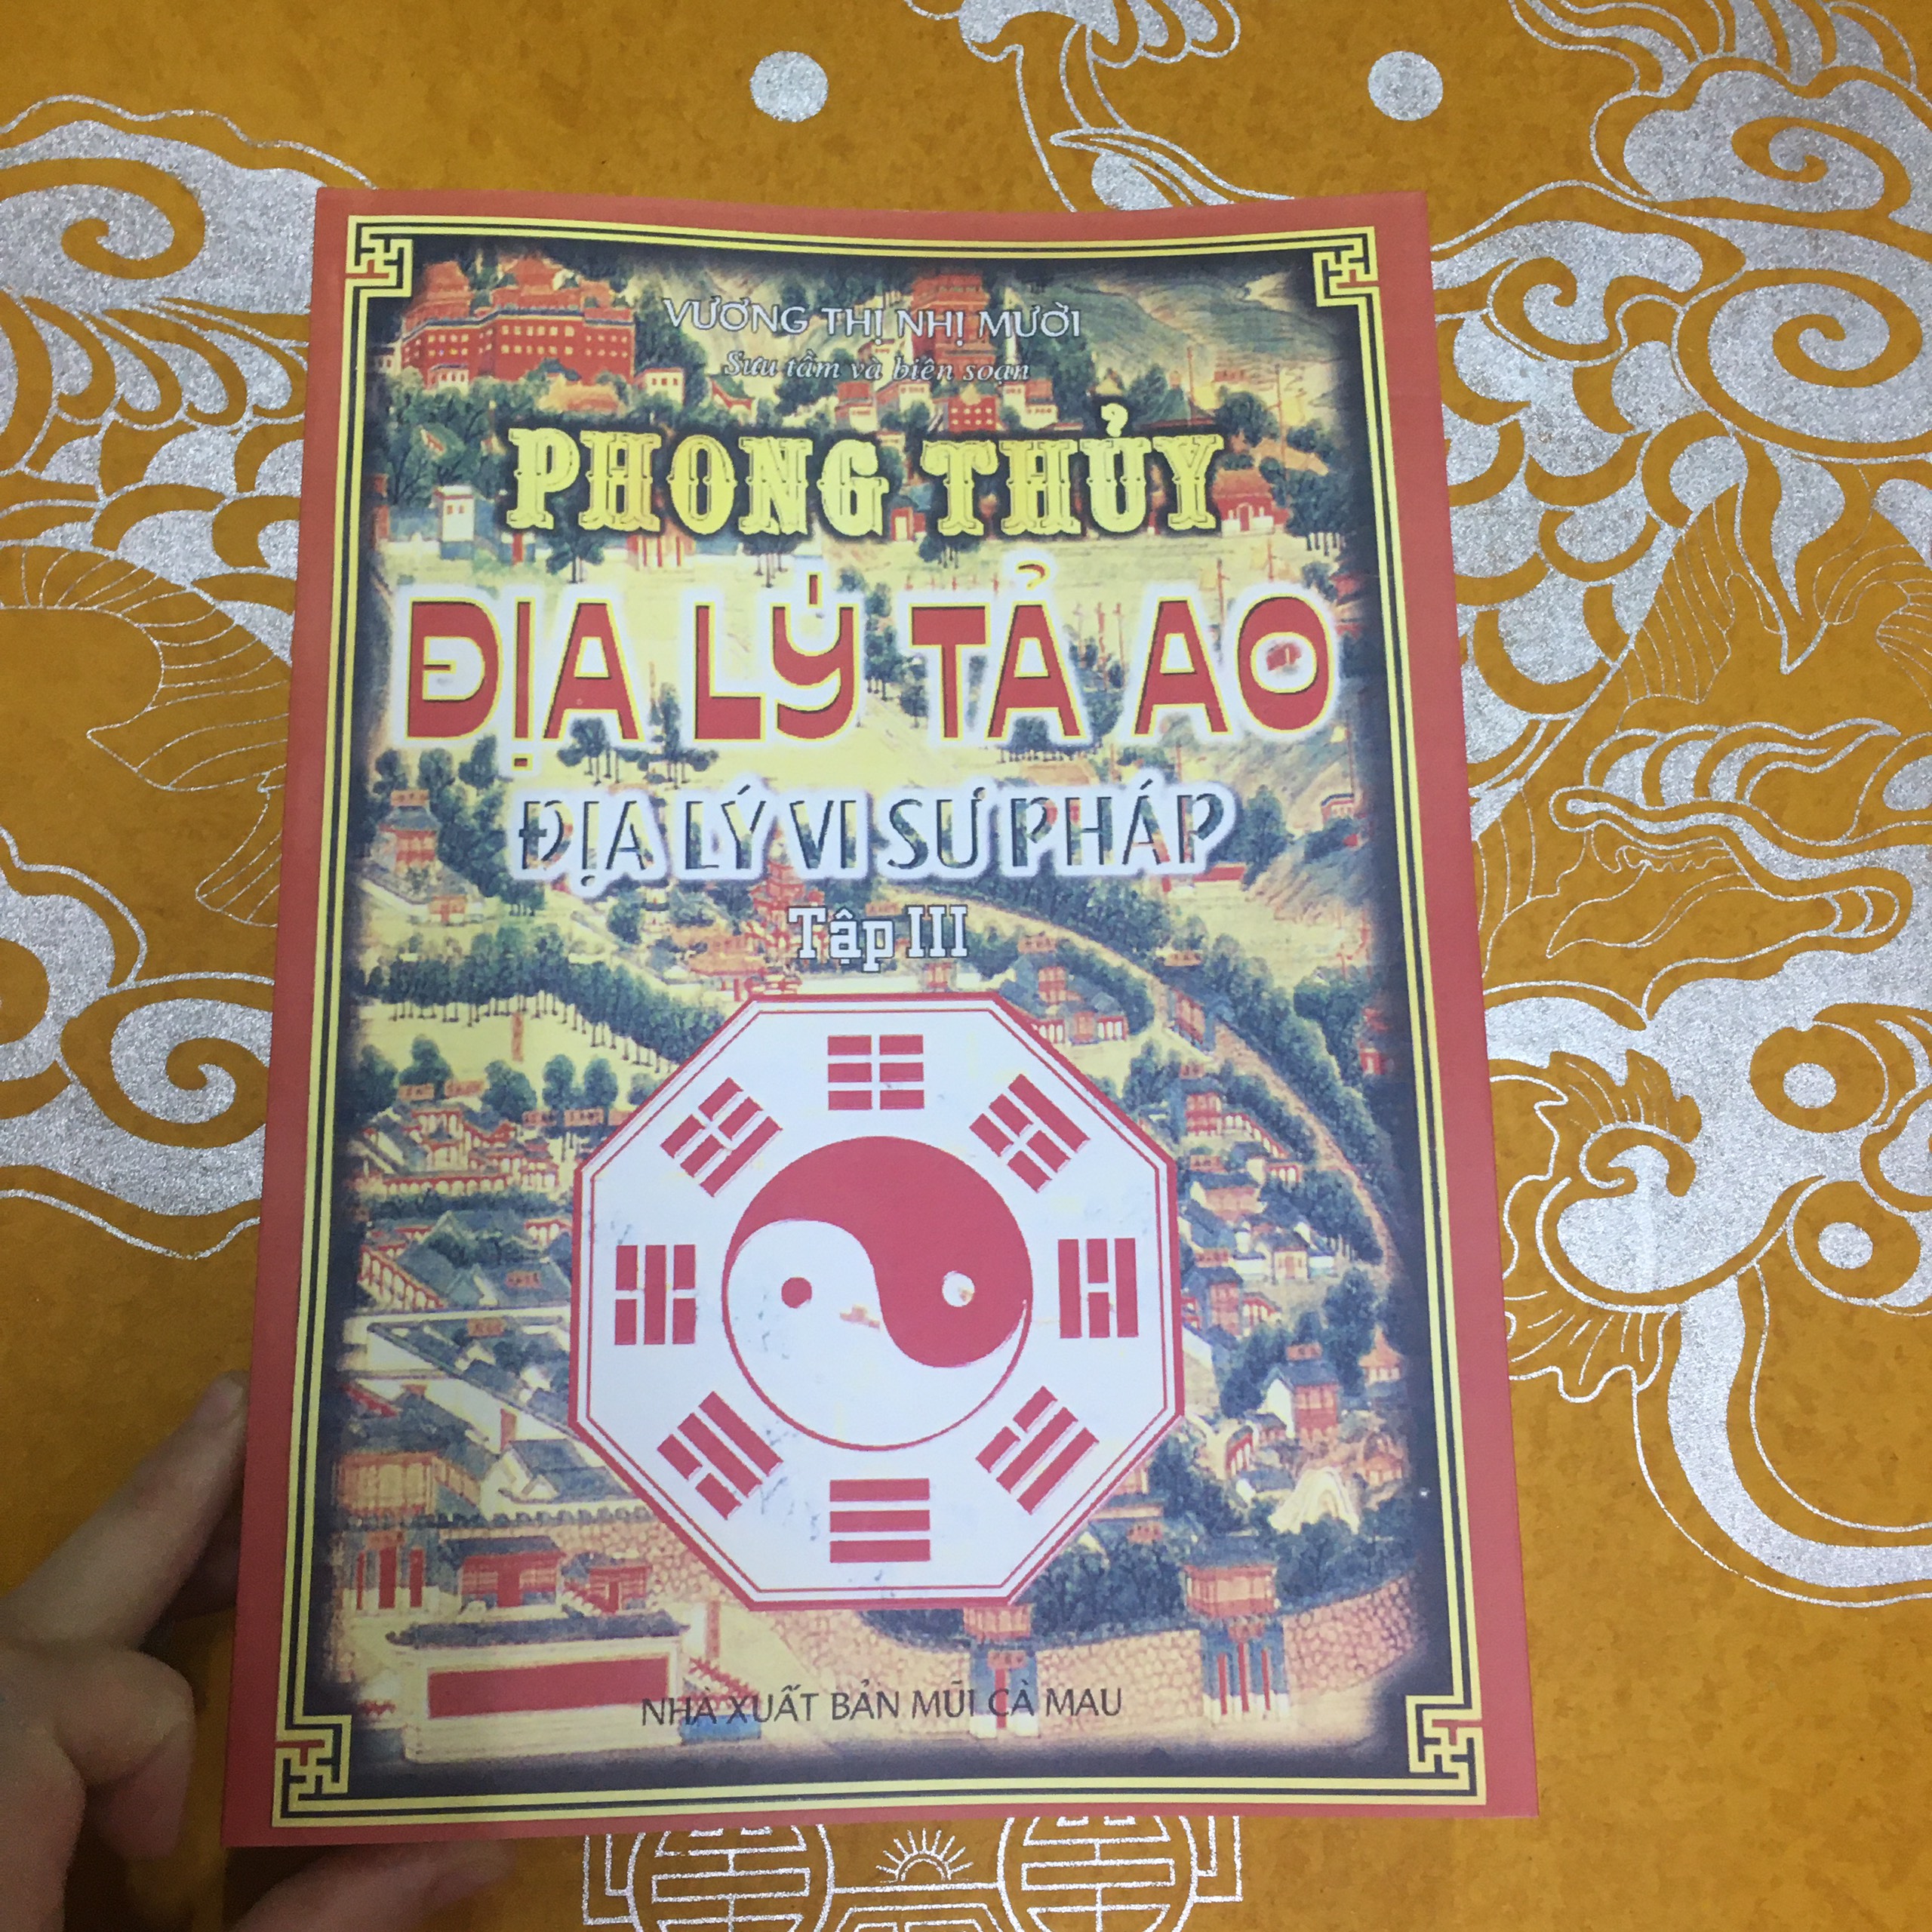 VƯƠNG THỊ NHỊ MƯỜI
Sưu tầm và biên soạn
PHONG THỦY
ĐỊA LÝ TẢ AO
ĐỊA LÝ VI SƯ PHÁP
Tập III
NHÀ XUẤT BẢN MŨI CÀ MAU